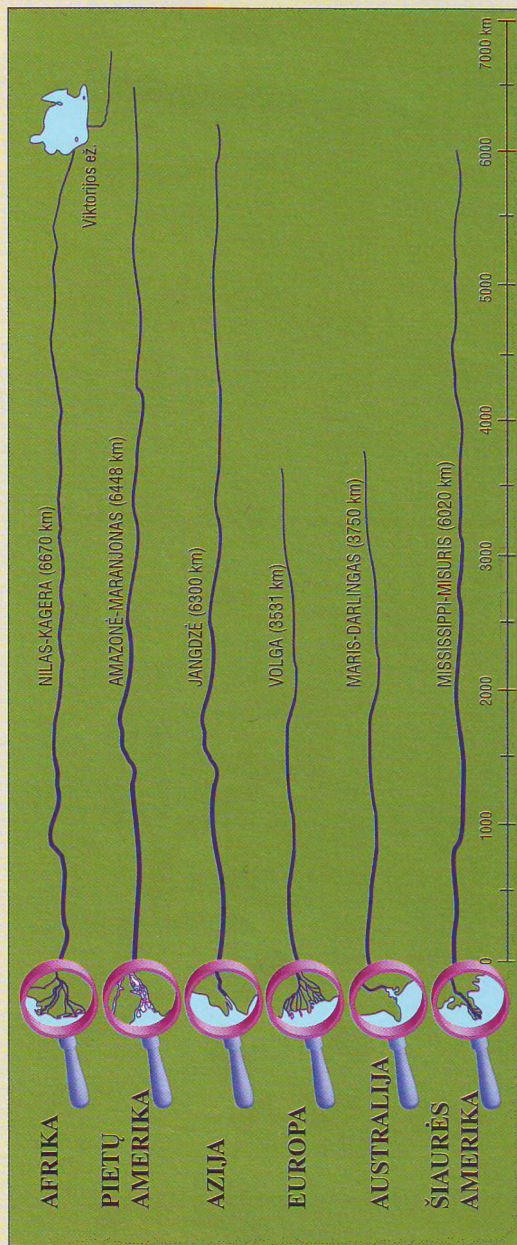 AFRIKA
NILAS-KAGERA (6670 km)
Viktorijos ež.
PIETŲ
AMERIKA
AMAZONĖ-MARANJONAS (6448 km)
AZIJA
JANGDZĖ (6300 km)
EUROPA
VOLGA (3531 km)
AUSTRALIJA
MARIS-DARLINGAS (3750 km)
ŠIAURĖS
AMERIKA
MISSISSIPPI-MISURIS (6020 km)
0 1000 2000 3000 4000 5000 6000 7000 km